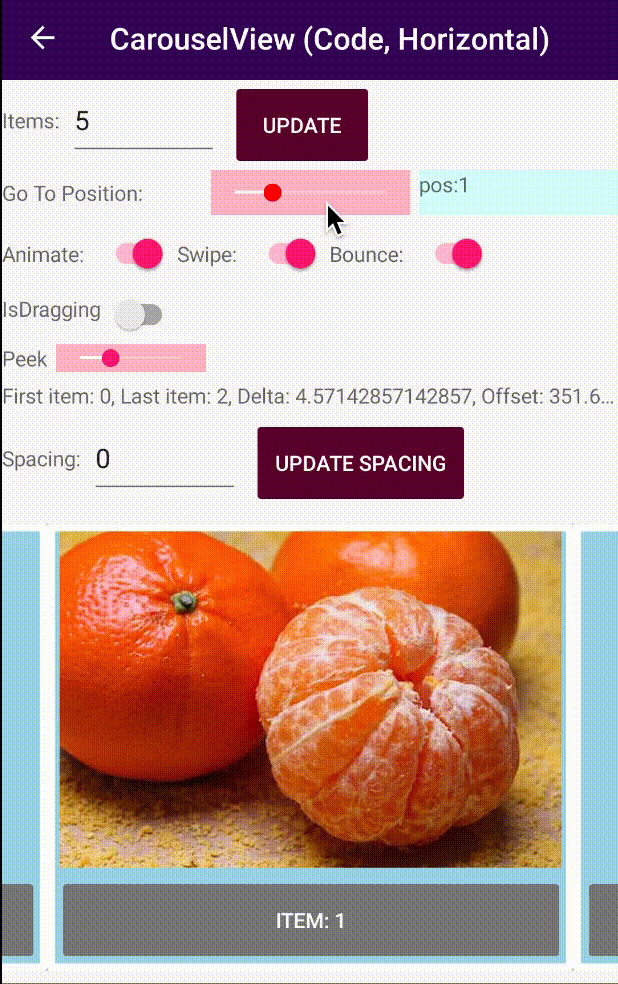 CarouselView (Code, Horizontal)
Items: 5 UPDATE
Go To Position: pos:1
Animate: Swipe: Bounce:
IsDragging
Peek
First item: 0, Last item: 2, Delta: 4.57142857142857, Offset: 351.6...
Spacing: 0 UPDATE SPACING
ITEM: 1